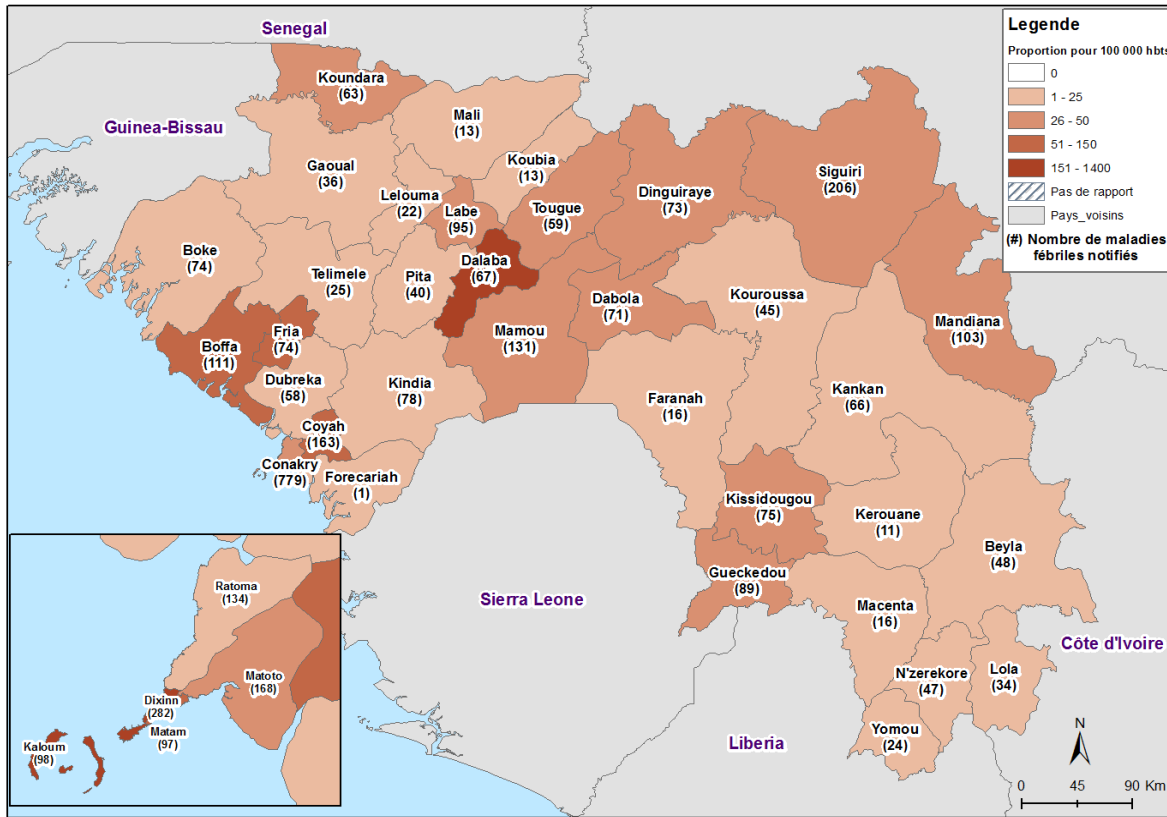 Senegal
Koundara
(63)
Mali
(13)
Guinea-Bissau
Koubia
(13)
Gaoual
(36)
Lelouma
(22)
Labe
(95)
Tougue
(59)
Dinguiraye
(73)
Siguiri
(206)
Boke
(74)
Telimele
(25)
Pita
(40)
Dalaba
(67)
Dabola
(71)
Kouroussa
(45)
Mandiana
(103)
Fria
(74)
Boffa
(111)
Mamou
(131)
Dubreka
(58)
Kindia
(78)
Faranah
(16)
Kankan
(66)
Coyah
(163)
Conakry
(779)
Forecariah
(1)
Kissidougou
(75)
Kerouane
(11)
Beyla
(48)
Gueckedou
(89)
Sierra Leone
Macenta
(16)
Côte d'Ivoire
N'zerekore
(47)
Lola
(34)
Yomou
(24)
Liberia
Ratoma
(134)
Matoto
(168)
Dixinn
(282)
Matam
(97)
Kaloum
(98)
Legende
Proportion pour 100 000 hbts
0
1 - 25
26 - 50
51 - 150
151 - 1400
Pas de rapport
Pays_voisins
(#) Nombre de maladies
fébriles notifiés
N
0 45 90 Km